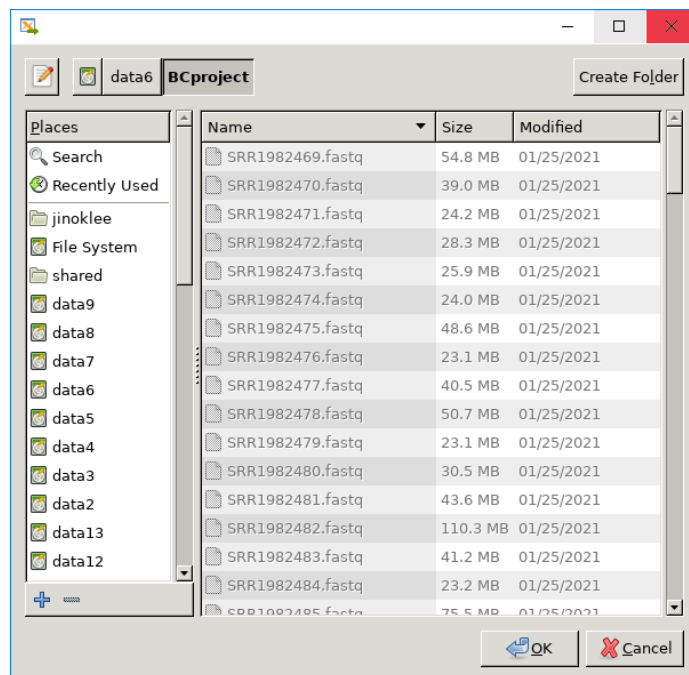 data6 BCproject Create Folder
Places
Search
Recently Used
jinoklee
File System
shared
data9
data8
data7
data6
data5
data4
data3
data2
data13
data12
Name Size Modified
SRR1982469.fastq 54.8 MB 01/25/2021
SRR1982470.fastq 39.0 MB 01/25/2021
SRR1982471.fastq 24.2 MB 01/25/2021
SRR1982472.fastq 28.3 MB 01/25/2021
SRR1982473.fastq 25.9 MB 01/25/2021
SRR1982474.fastq 24.0 MB 01/25/2021
SRR1982475.fastq 48.6 MB 01/25/2021
SRR1982476.fastq 23.1 MB 01/25/2021
SRR1982477.fastq 40.5 MB 01/25/2021
SRR1982478.fastq 50.7 MB 01/25/2021
SRR1982479.fastq 23.1 MB 01/25/2021
SRR1982480.fastq 30.5 MB 01/25/2021
SRR1982481.fastq 43.6 MB 01/25/2021
SRR1982482.fastq 110.3 MB 01/25/2021
SRR1982483.fastq 41.2 MB 01/25/2021
SRR1982484.fastq 23.2 MB 01/25/2021
SRR1982485.fastq 75.5 MB 01/25/2021
OK Cancel